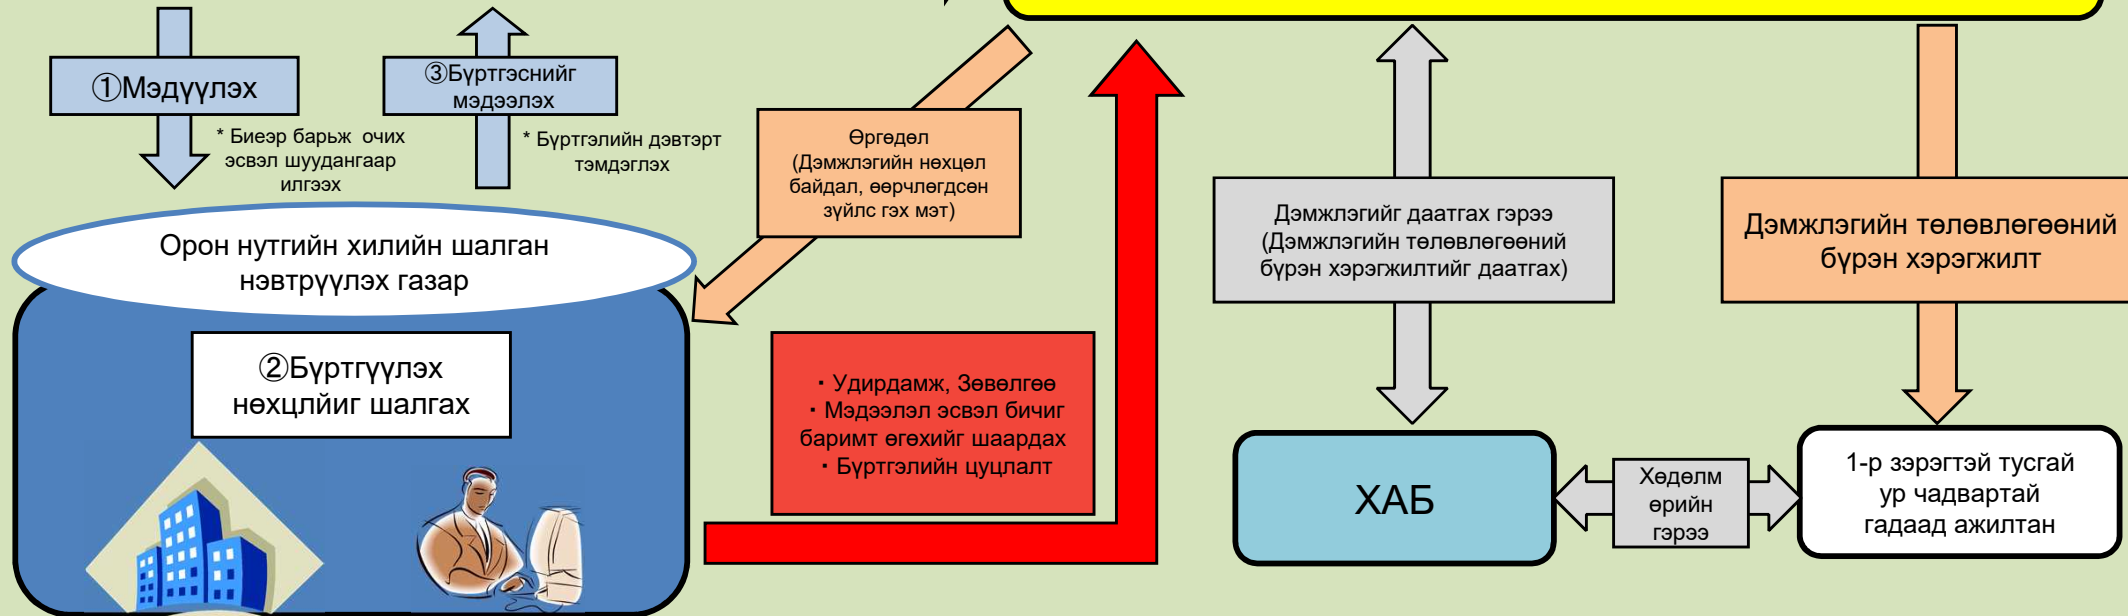 ①Мэдүүлэх
* Биеэр барьж очих
эсвэл шуудангаар
илгээх
③Бүртгэснийг
мэдээлэх
* Бүртгэлийн дэвтэрт
тэмдэглэх
Орон нутгийн хилийн шалган
нэвтрүүлэх газар
②Бүртгүүлэх
нөхцлийиг шалгах
Өргөдөл
(Дэмжлэгийн нөхцөл
байдал, өөрчлөгдсөн
зүйлс гэх мэт)
・Удирдамж, Зөвөлгөө
・Мэдээлэл эсвэл бичиг
баримт өгөхийг шаардах
・Бүртгэлийн цуцлалт
Дэмжлэгийг даатгах гэрээ
(Дэмжлэгийн төлөвлөгөөний
бүрэн хэрэгжилтийг даатгах)
Дэмжлэгийн төлөвлөгөөний
бүрэн хэрэгжилт
ХАБ
Хөдөлм
өрийн
гэрээ
1-р зэрэгтэй тусгай
ур чадвартай
гадаад ажилтан